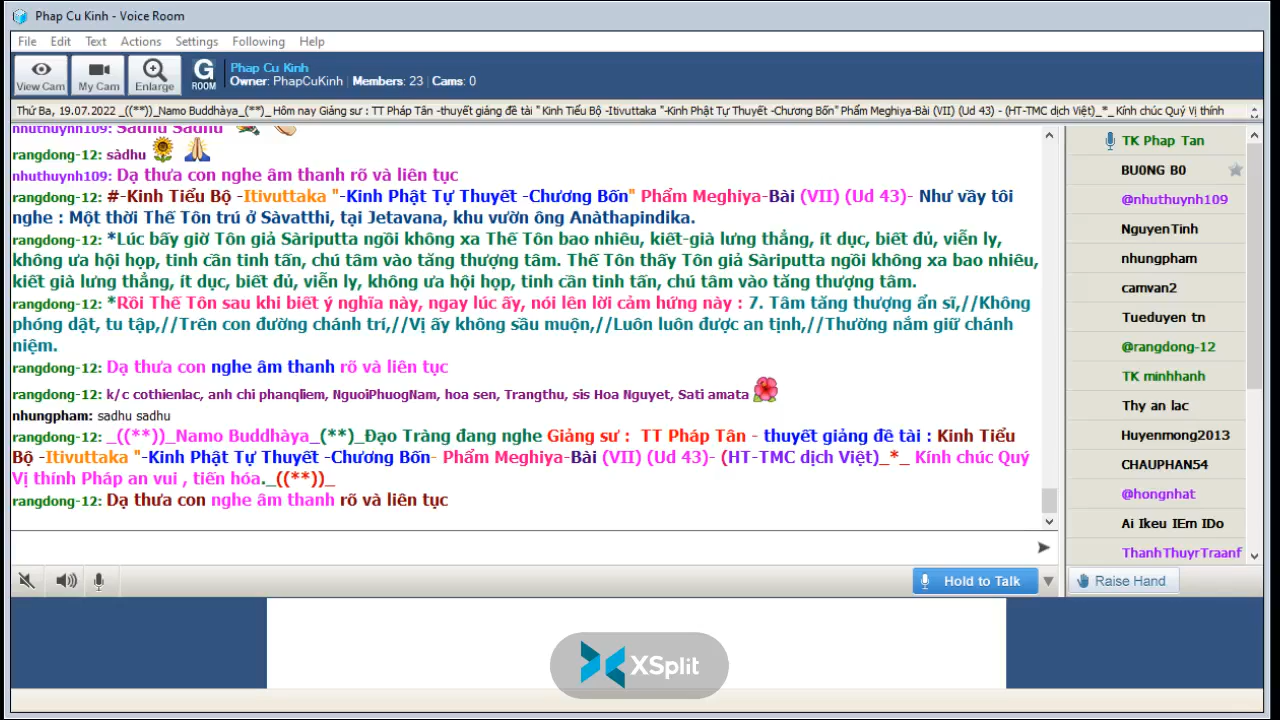 Phap Cu Kinh - Voice Room
File Edit Text Actions Settings Following Help
View Cam My Cam Enlarge G ROOM
Phap Cu Kinh
Owner: PhapCuKinh | Members: 23 | Cams: 0
Thứ Ba, 19.07.2022 _((**))_Namo Buddhàya_(**)_ Hôm nay Giảng sư : TT Pháp Tân -thuyết giảng đề tài " Kinh Tiểu Bộ -Itivuttaka "-Kinh Phật Tự Thuyết -Chương Bốn" Phẩm Meghiya-Bài (VII) (Ud 43) - (HT-TMC dịch Việt)_*_ Kính chúc Quý Vị thính
nhuthuynh109: Sadhu Sadhu
rangdong-12: sàdhu
nhuthuynh109: Dạ thưa con nghe âm thanh rõ và liên tục
rangdong-12: #-Kinh Tiểu Bộ -Itivuttaka "-Kinh Phật Tự Thuyết -Chương Bốn" Phẩm Meghiya-Bài (VII) (Ud 43)- Như vầy tôi
nghe : Một thời Thế Tôn trú ở Sàvatthi, tại Jetavana, khu vườn ông Anàthapindika.
rangdong-12: *Lúc bấy giờ Tôn giả Sàriputta ngồi không xa Thế Tôn bao nhiêu, kiết-già lưng thẳng, ít dục, biết đủ, viễn ly,
không ưa hội họp, tinh cần tinh tấn, chú tâm vào tăng thượng tâm. Thế Tôn thấy Tôn giả Sàriputta ngồi không xa bao nhiêu,
kiết già lưng thẳng, ít dục, biết đủ, viễn ly, không ưa hội họp, tinh cần tinh tấn, chú tâm vào tăng thượng tâm.
rangdong-12: *Rồi Thế Tôn sau khi biết ý nghĩa này, ngay lúc ấy, nói lên lời cảm hứng này : 7. Tâm tăng thượng ẩn sĩ,//Không
phóng dật, tu tập,//Trên con đường chánh trí,//Vị ấy không sầu muộn,//Luôn luôn được an tịnh,//Thường nắm giữ chánh
niệm.
rangdong-12: Dạ thưa con nghe âm thanh rõ và liên tục
rangdong-12: k/c cothienlac, anh chi phanqliem, NguoiPhuogNam, hoa sen, Trangthu, sis Hoa Nguyet, Sati amata
nhungpham: sadhu sadhu
rangdong-12: _((**))_Namo Buddhàya_(**)_Đạo Tràng đang nghe Giảng sư : TT Pháp Tân - thuyết giảng đề tài : Kinh Tiểu
Bộ -Itivuttaka "-Kinh Phật Tự Thuyết -Chương Bốn- Phẩm Meghiya-Bài (VII) (Ud 43)- (HT-TMC dịch Việt)_*_ Kính chúc Quý
Vị thính Pháp an vui , tiến hóa._((**))_
rangdong-12: Dạ thưa con nghe âm thanh rõ và liên tục
TK Phap Tan
BU0NG B0
@nhuthuynh109
NguyenTinh
nhungpham
camvan2
Tueduyen tn
@rangdong-12
TK minhhanh
Thy an lac
Huyenmong2013
CHAUPHAN54
@hongnhat
Ai Ikeu IEm IDo
ThanhThuyrTraanf
Hold to Talk
Raise Hand
XSplit